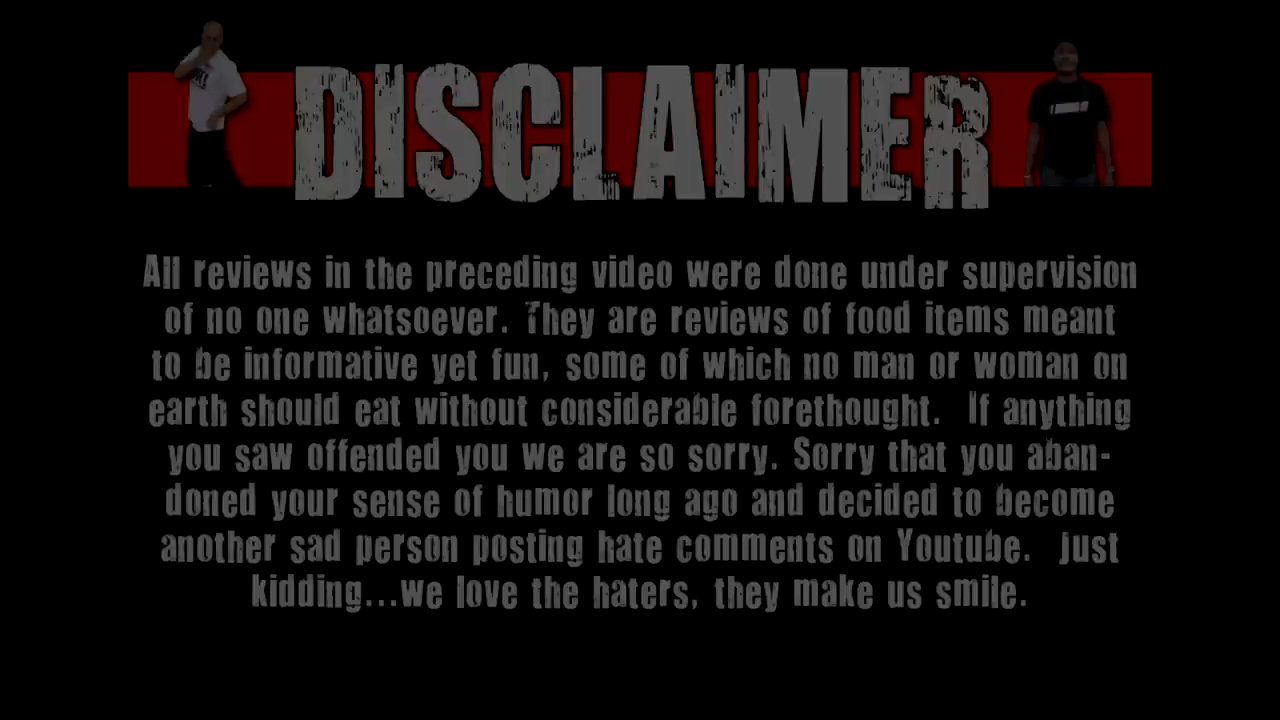 DISCLAIMER
All reviews in the preceding video were done under supervision
of no one whatsoever. They are reviews of food items meant
to be informative yet fun, some of which no man or woman on
earth should eat without considerable forethought.  If anything
you saw offended you we are so sorry. Sorry that you aban-
doned your sense of humor long ago and decided to become
another sad person posting hate comments on Youtube.  Just
kidding...we love the haters, they make us smile.